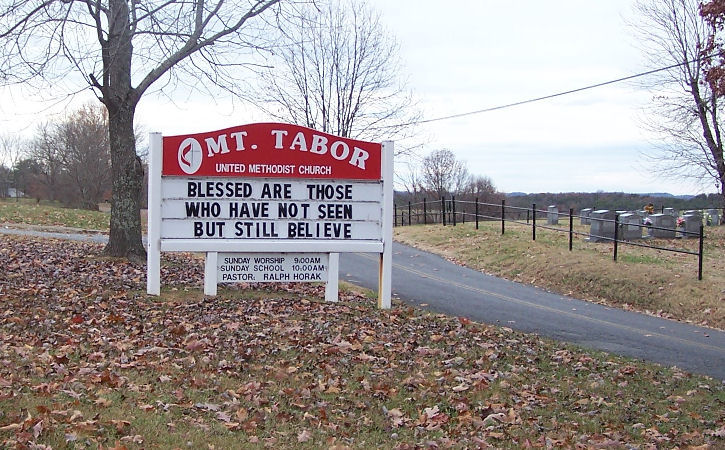 MT. TABOR
UNITED METHODIST CHURCH
BLESSED ARE THOSE
WHO HAVE NOT SEEN
BUT STILL BELIEVE
SUNDAY WORSHIP 9:00AM
SUNDAY SCHOOL 10:00AM
PASTOR: RALPH HORAK